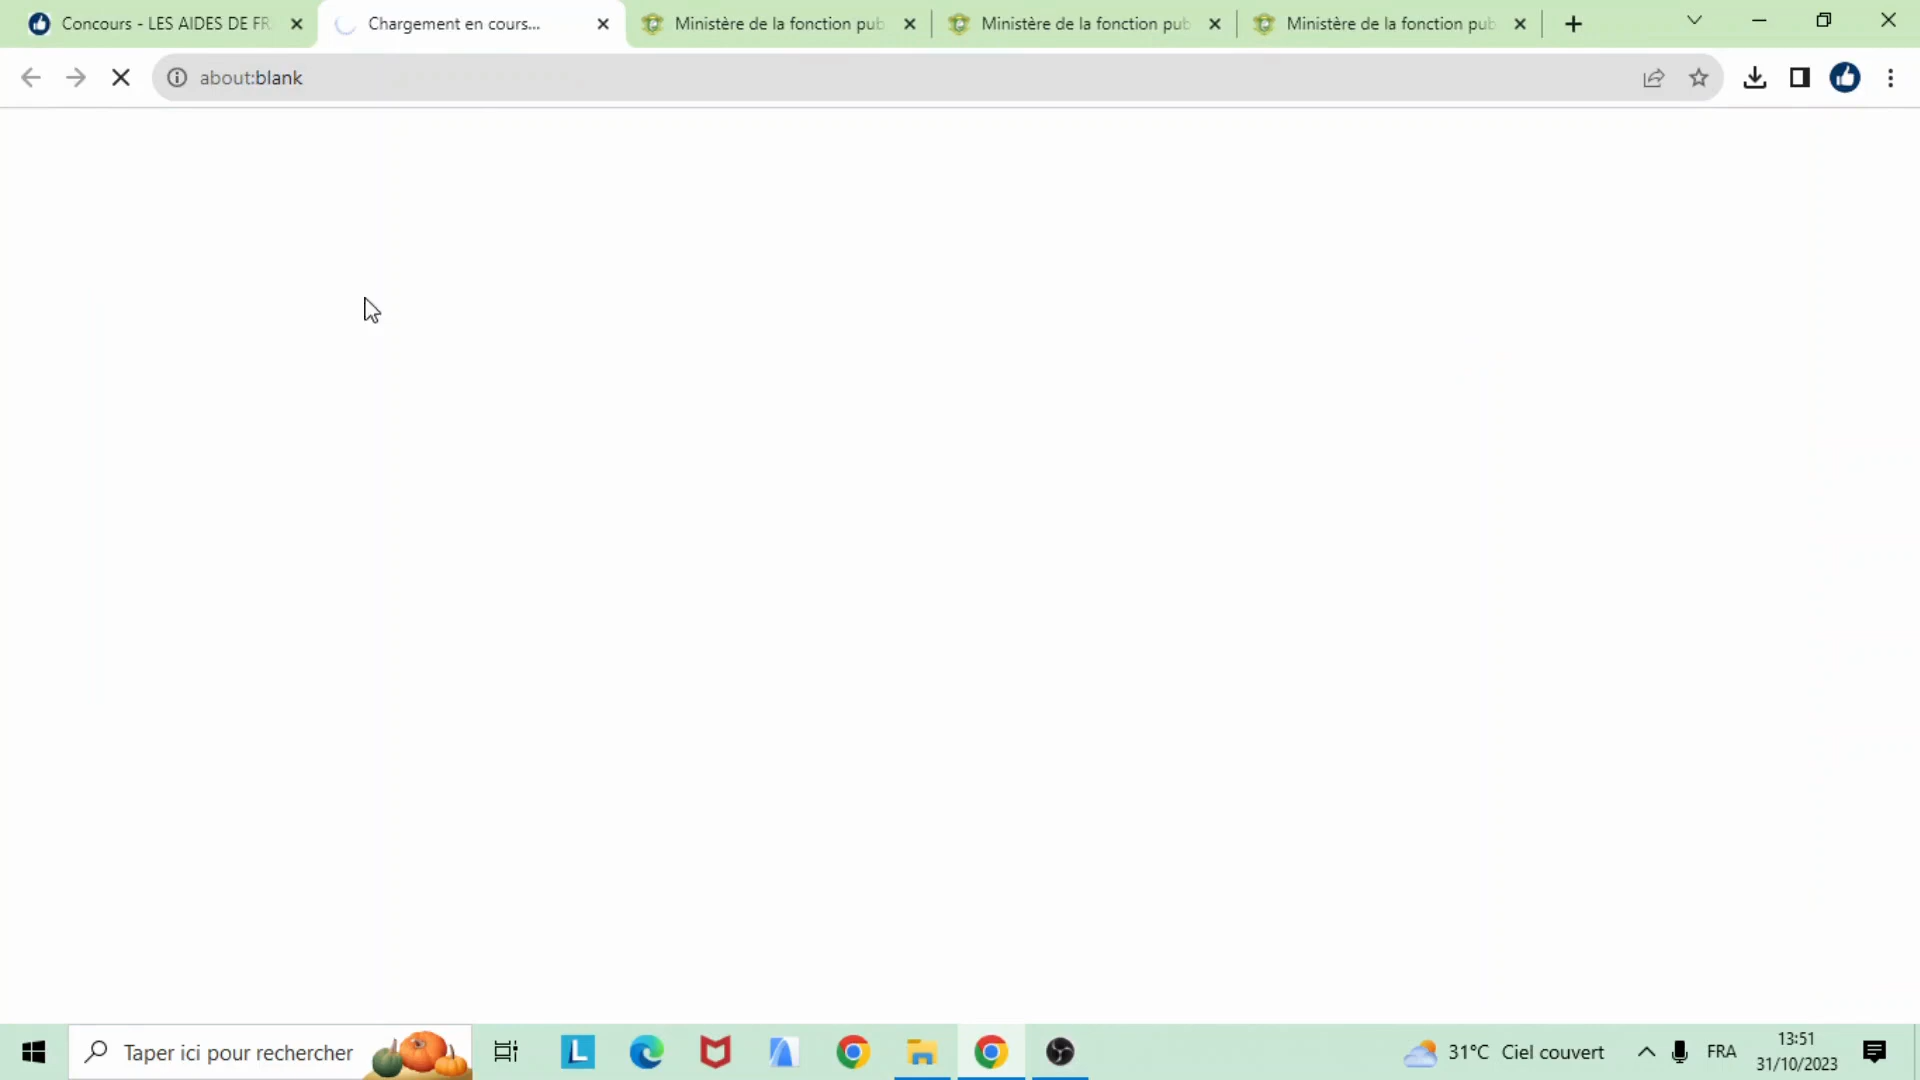 Concours - LES AIDES DE FR
Chargement en cours...
Ministère de la fonction pub
Ministère de la fonction pub
Ministère de la fonction pub
about:blank
Taper ici pour rechercher
L
31°C Ciel couvert
FRA
13:51
31/10/2023